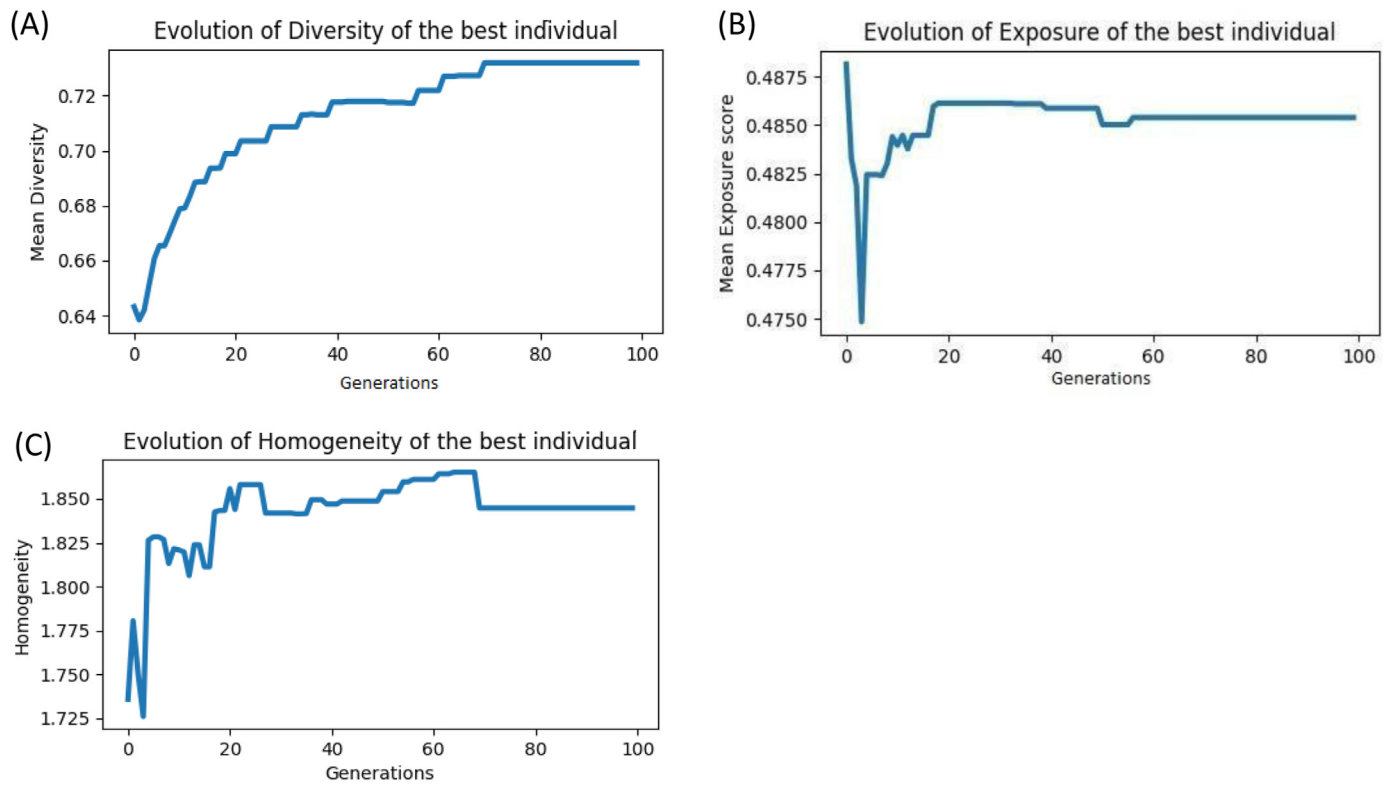 (A)
Evolution of Diversity of the best individual
Mean Diversity
0.72
0.70
0.68
0.66
0.64
0 20 40 60 80 100
Generations
(B)
Evolution of Exposure of the best individual
Mean Exposure score
0.4875
0.4850
0.4825
0.4800
0.4775
0.4750
0 20 40 60 80 100
Generations
(C)
Evolution of Homogeneity of the best individual
Homogeneity
1.850
1.825
1.800
1.775
1.750
1.725
0 20 40 60 80 100
Generations